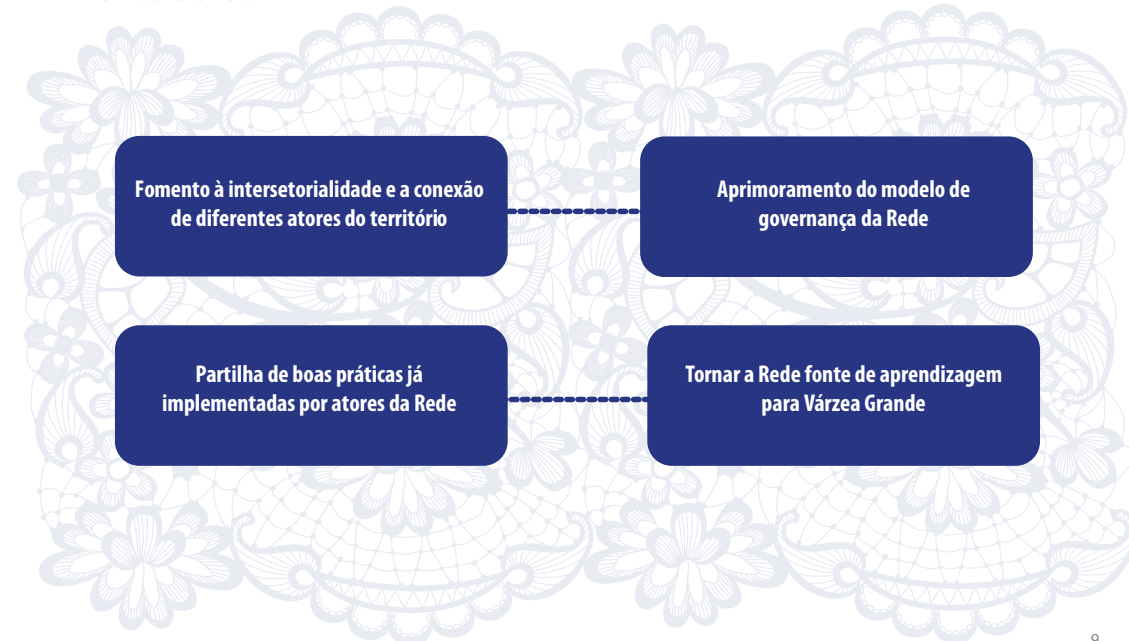 Fomento à intersetorialidade e a conexão
de diferentes atores do território
Aprimoramento do modelo de
governança da Rede
Partilha de boas práticas já
implementadas por atores da Rede
Tornar a Rede fonte de aprendizagem
para Várzea Grande
9